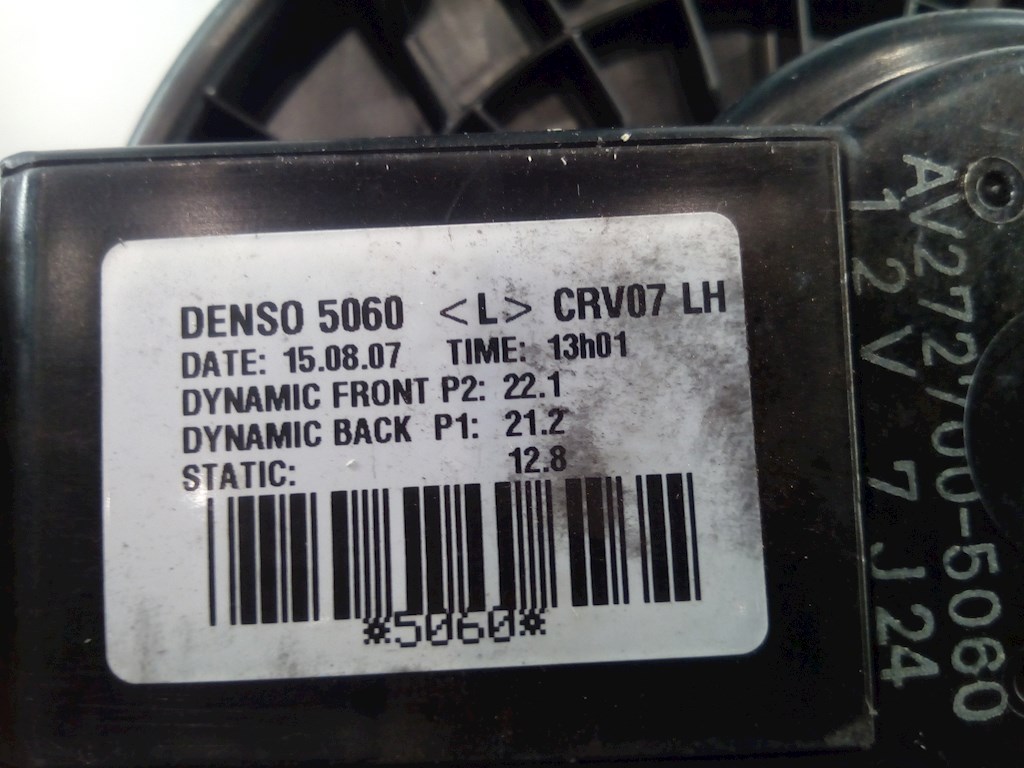 DENSO 5060 <L> CRV07 LH
DATE: 15.08.07 TIME: 13h01
DYNAMIC FRONT P2: 22.1
DYNAMIC BACK P1: 21.2
STATIC: 12.8
*5060*
AV272700-5060
12V 7J24